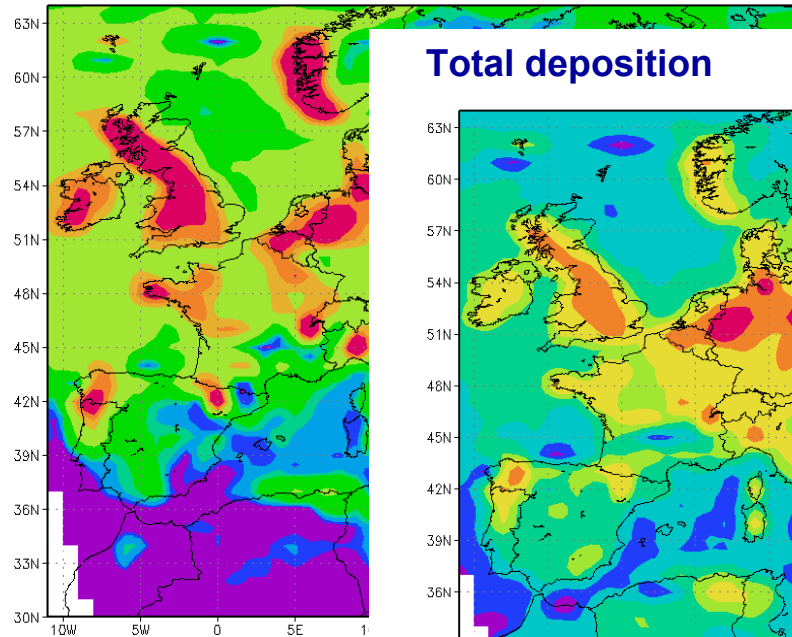 63N
60N
57N
54N
51N
48N
45N
42N
39N
36N
33N
30N
10W
5W
0
5E
Total deposition
63N
60N
57N
54N
51N
48N
45N
42N
39N
36N